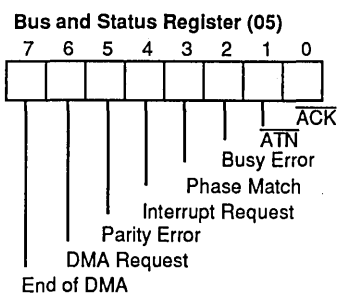 Bus and Status Register (05)
7 6 5 4 3 2 1 0
ACK
ATN
Busy Error
Phase Match
Interrupt Request
Parity Error
DMA Request
End of DMA